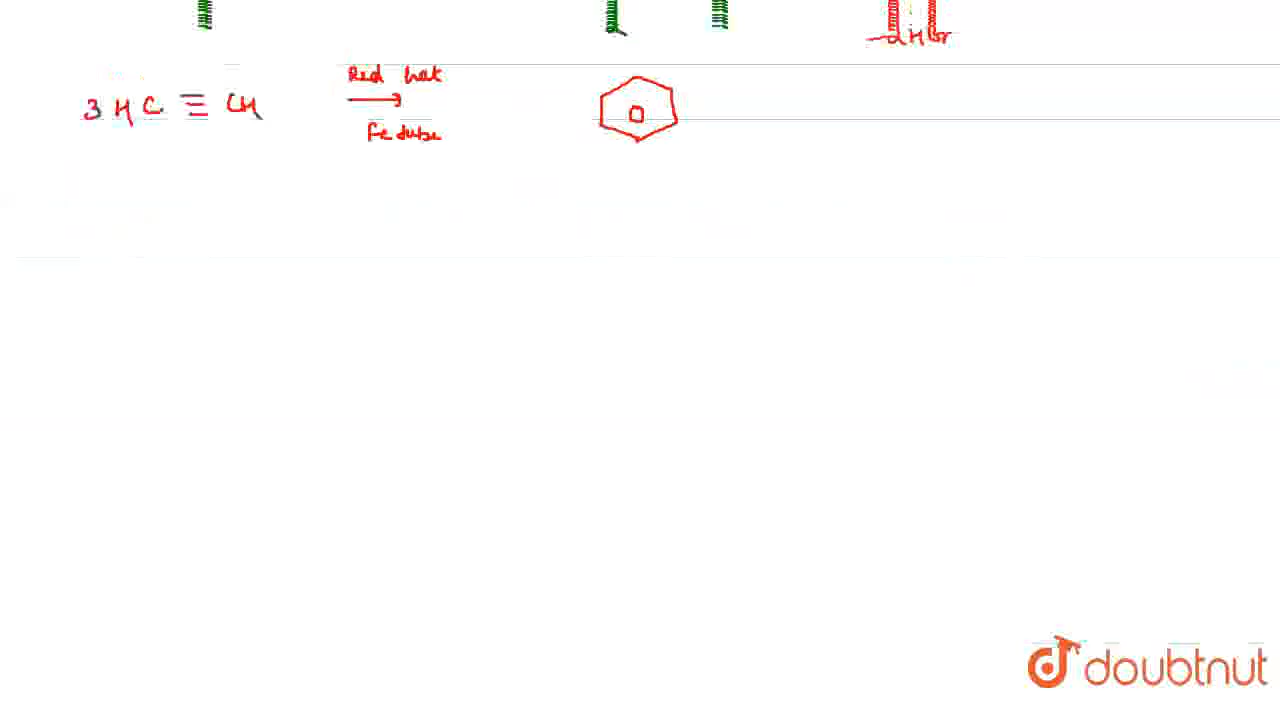 -2HBr
Red hot
3 HC ≡ CH
Fe tube
doubtnut